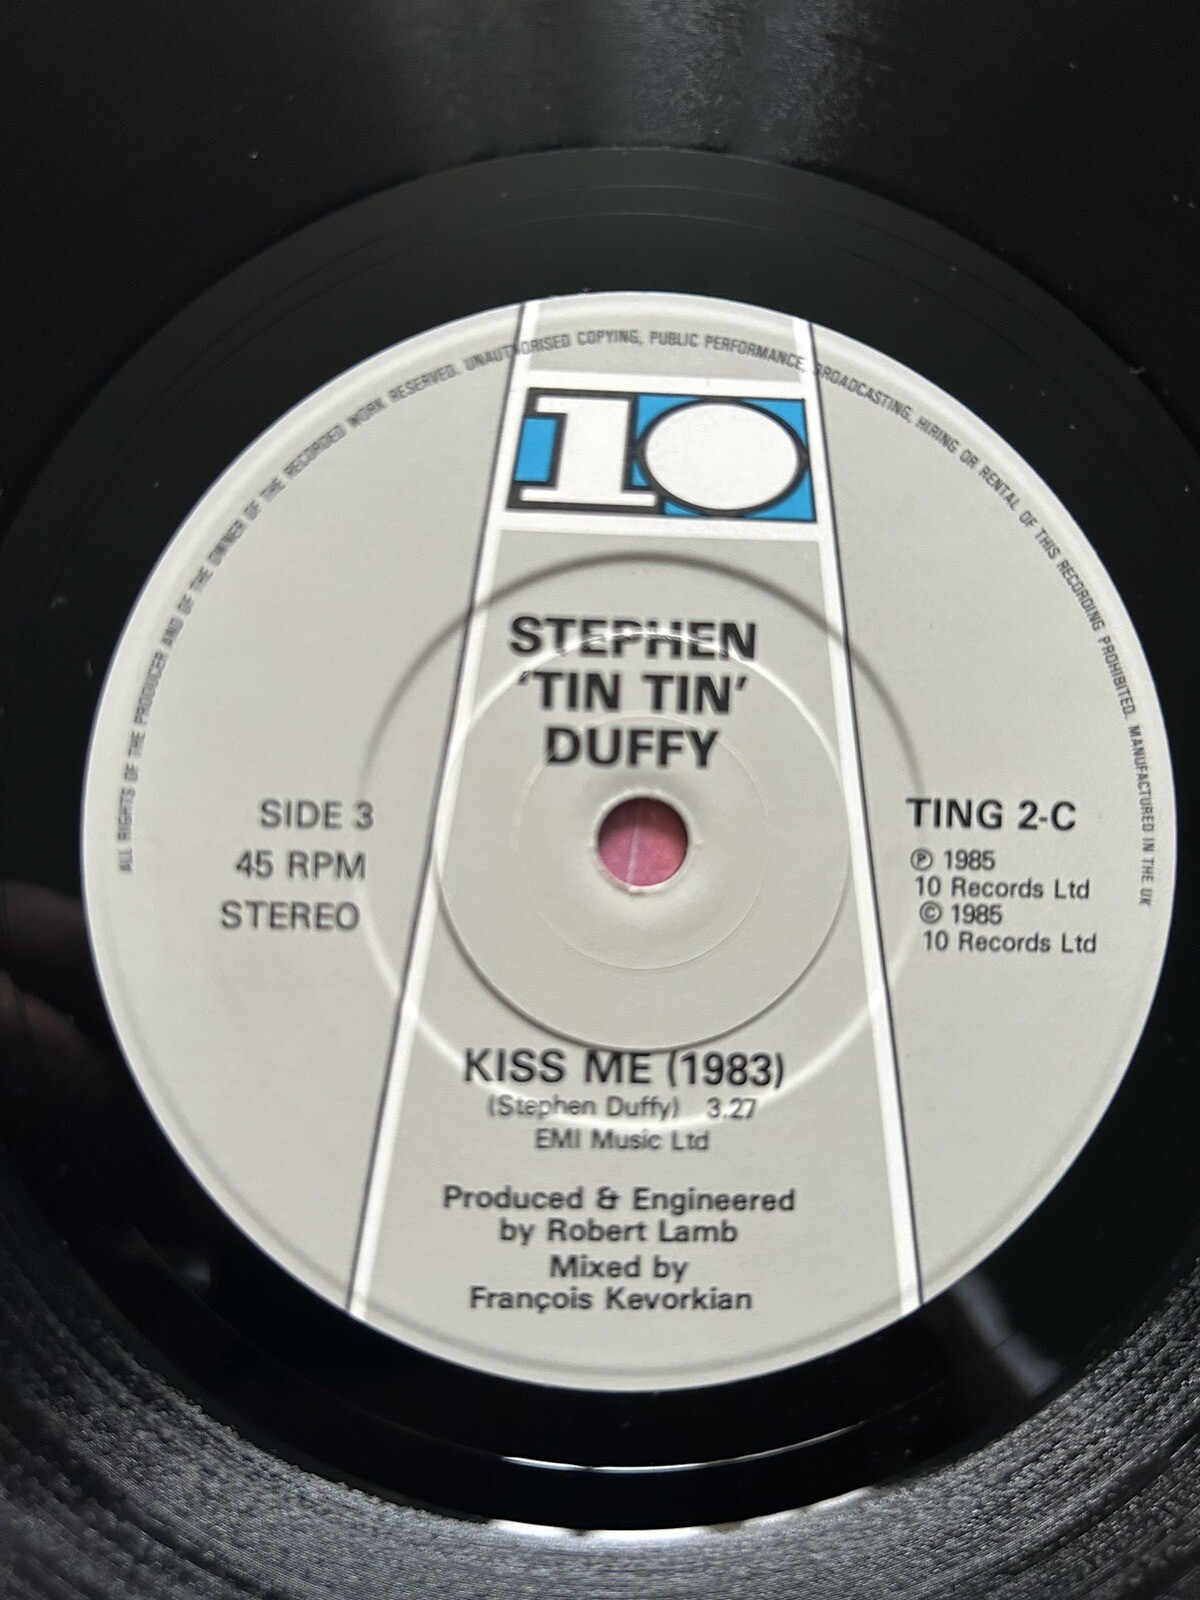 ALL RIGHTS OF THE PRODUCER AND OF THE OWNER OF THE RECORDED WORK RESERVED. UNAUTHORISED COPYING, PUBLIC PERFORMANCE, BROADCASTING, HIRING OR RENTAL OF THIS RECORDING PROHIBITED. MANUFACTURED IN THE UK
10
STEPHEN
‘TIN TIN’
DUFFY
SIDE 3
45 RPM
STEREO
TING 2-C
℗ 1985
10 Records Ltd
© 1985
10 Records Ltd
KISS ME (1983)
(Stephen Duffy) 3.27
EMI Music Ltd
Produced & Engineered
by Robert Lamb
Mixed by
François Kevorkian